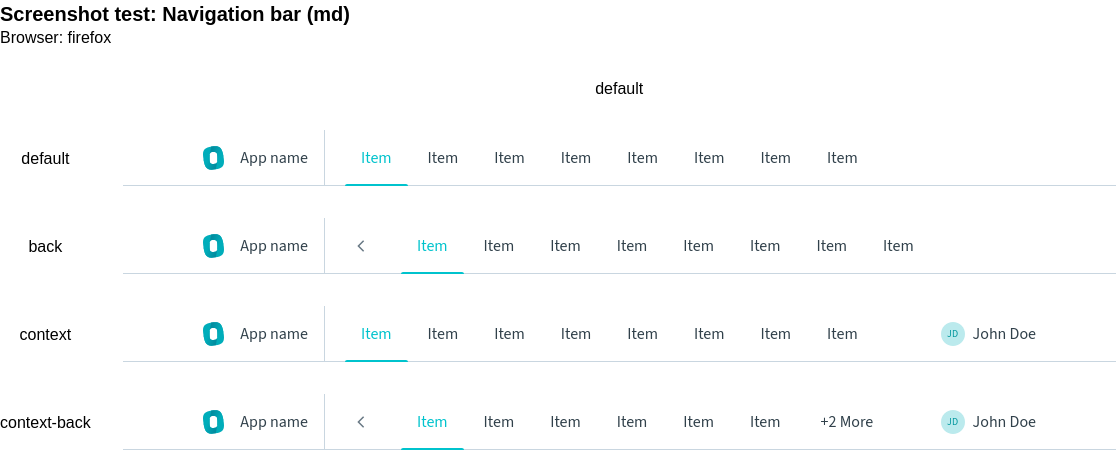 Screenshot test: Navigation bar (md)
Browser: firefox
default
default App name Item Item Item Item Item Item Item Item
back App name Item Item Item Item Item Item Item Item
context App name Item Item Item Item Item Item Item Item JD John Doe
context-back App name Item Item Item Item Item Item +2 More JD John Doe